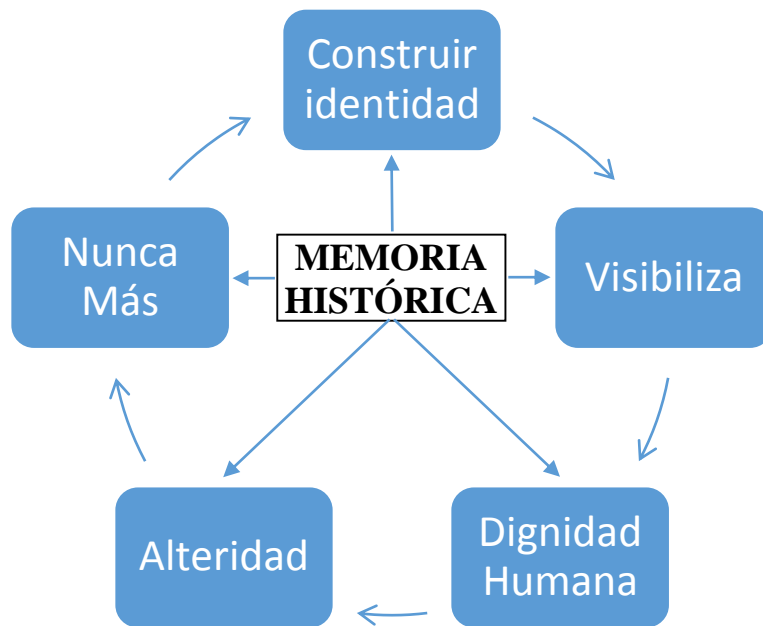 Construir
identidad
Nunca
Más
MEMORIA
HISTÓRICA
Visibiliza
Alteridad
Dignidad
Humana